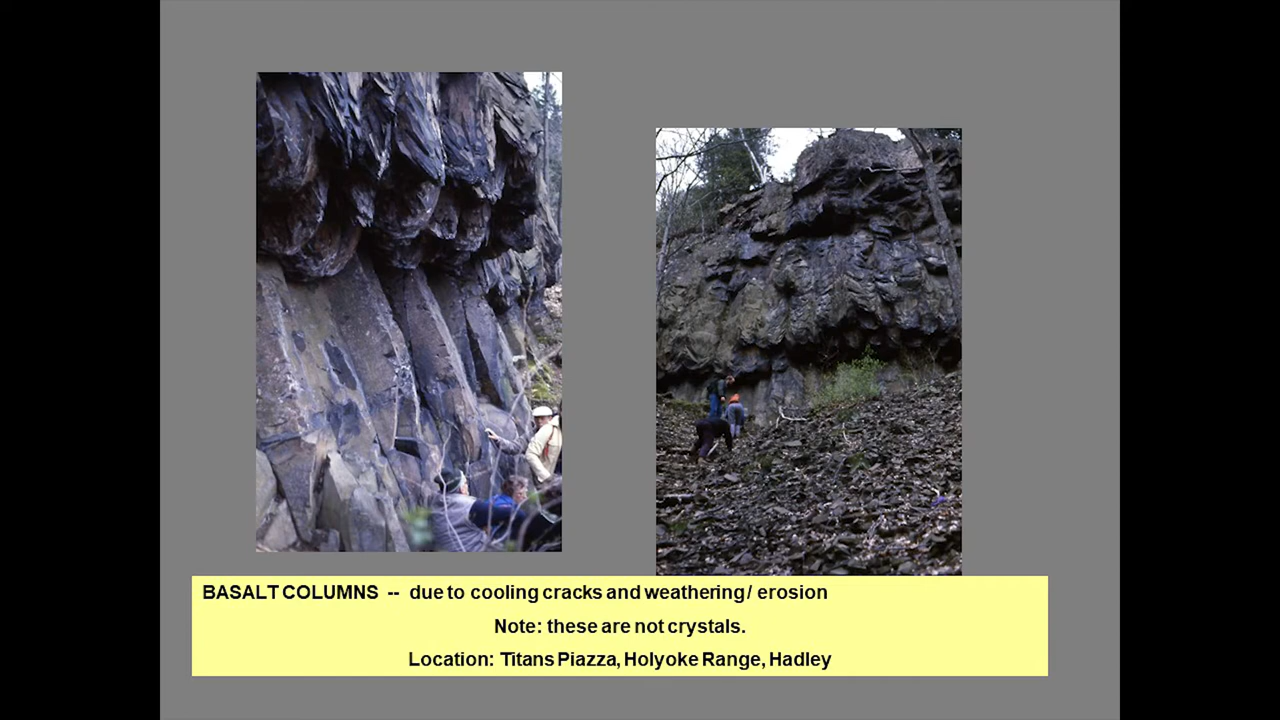 BASALT COLUMNS -- due to cooling cracks and weathering / erosion
Note: these are not crystals.
Location: Titans Piazza, Holyoke Range, Hadley